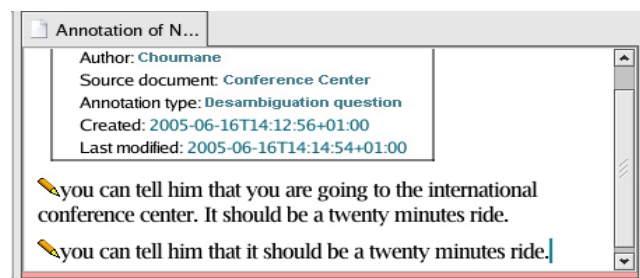 Annotation of N...
Author: Choumane
Source document: Conference Center
Annotation type: Desambiguation question
Created: 2005-06-16T14:12:56+01:00
Last modified: 2005-06-16T14:14:54+01:00
you can tell him that you are going to the international
conference center. It should be a twenty minutes ride.
you can tell him that it should be a twenty minutes ride.